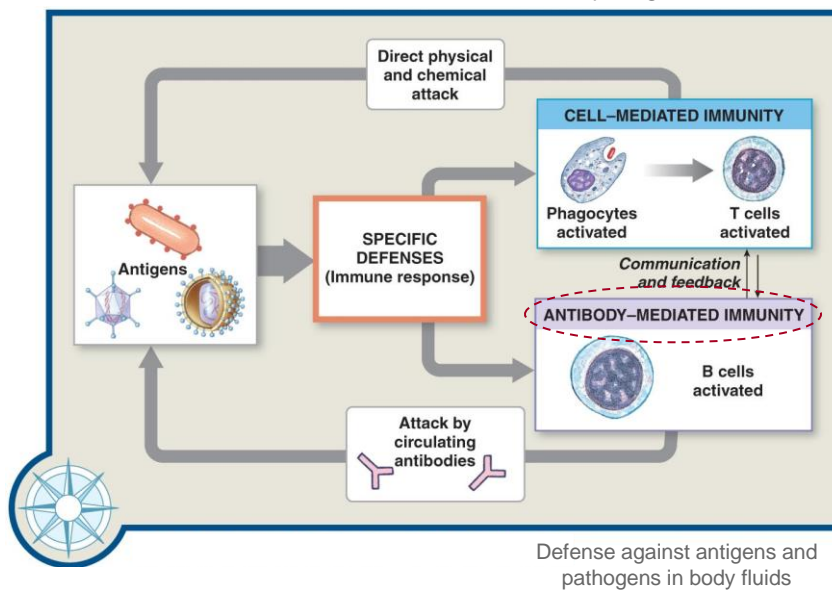 Direct physical
and chemical
attack
CELL–MEDIATED IMMUNITY
Phagocytes
activated
T cells
activated
Antigens
SPECIFIC
DEFENSES
(Immune response)
Communication
and feedback
ANTIBODY–MEDIATED IMMUNITY
B cells
activated
Attack by
circulating
antibodies
Defense against antigens and
pathogens in body fluids